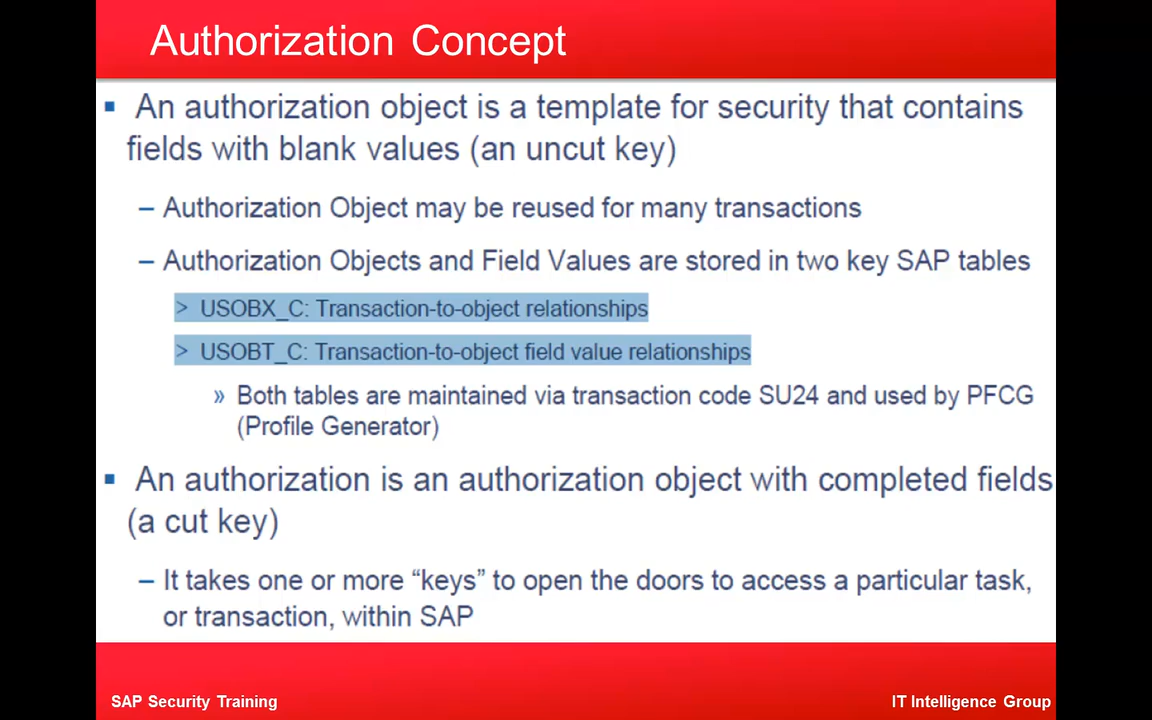 Authorization Concept
▪ An authorization object is a template for security that contains
fields with blank values (an uncut key)
– Authorization Object may be reused for many transactions
– Authorization Objects and Field Values are stored in two key SAP tables
> USOBX_C: Transaction-to-object relationships
> USOBT_C: Transaction-to-object field value relationships
» Both tables are maintained via transaction code SU24 and used by PFCG
(Profile Generator)
▪ An authorization is an authorization object with completed fields
(a cut key)
– It takes one or more “keys” to open the doors to access a particular task,
or transaction, within SAP
SAP Security Training
IT Intelligence Group